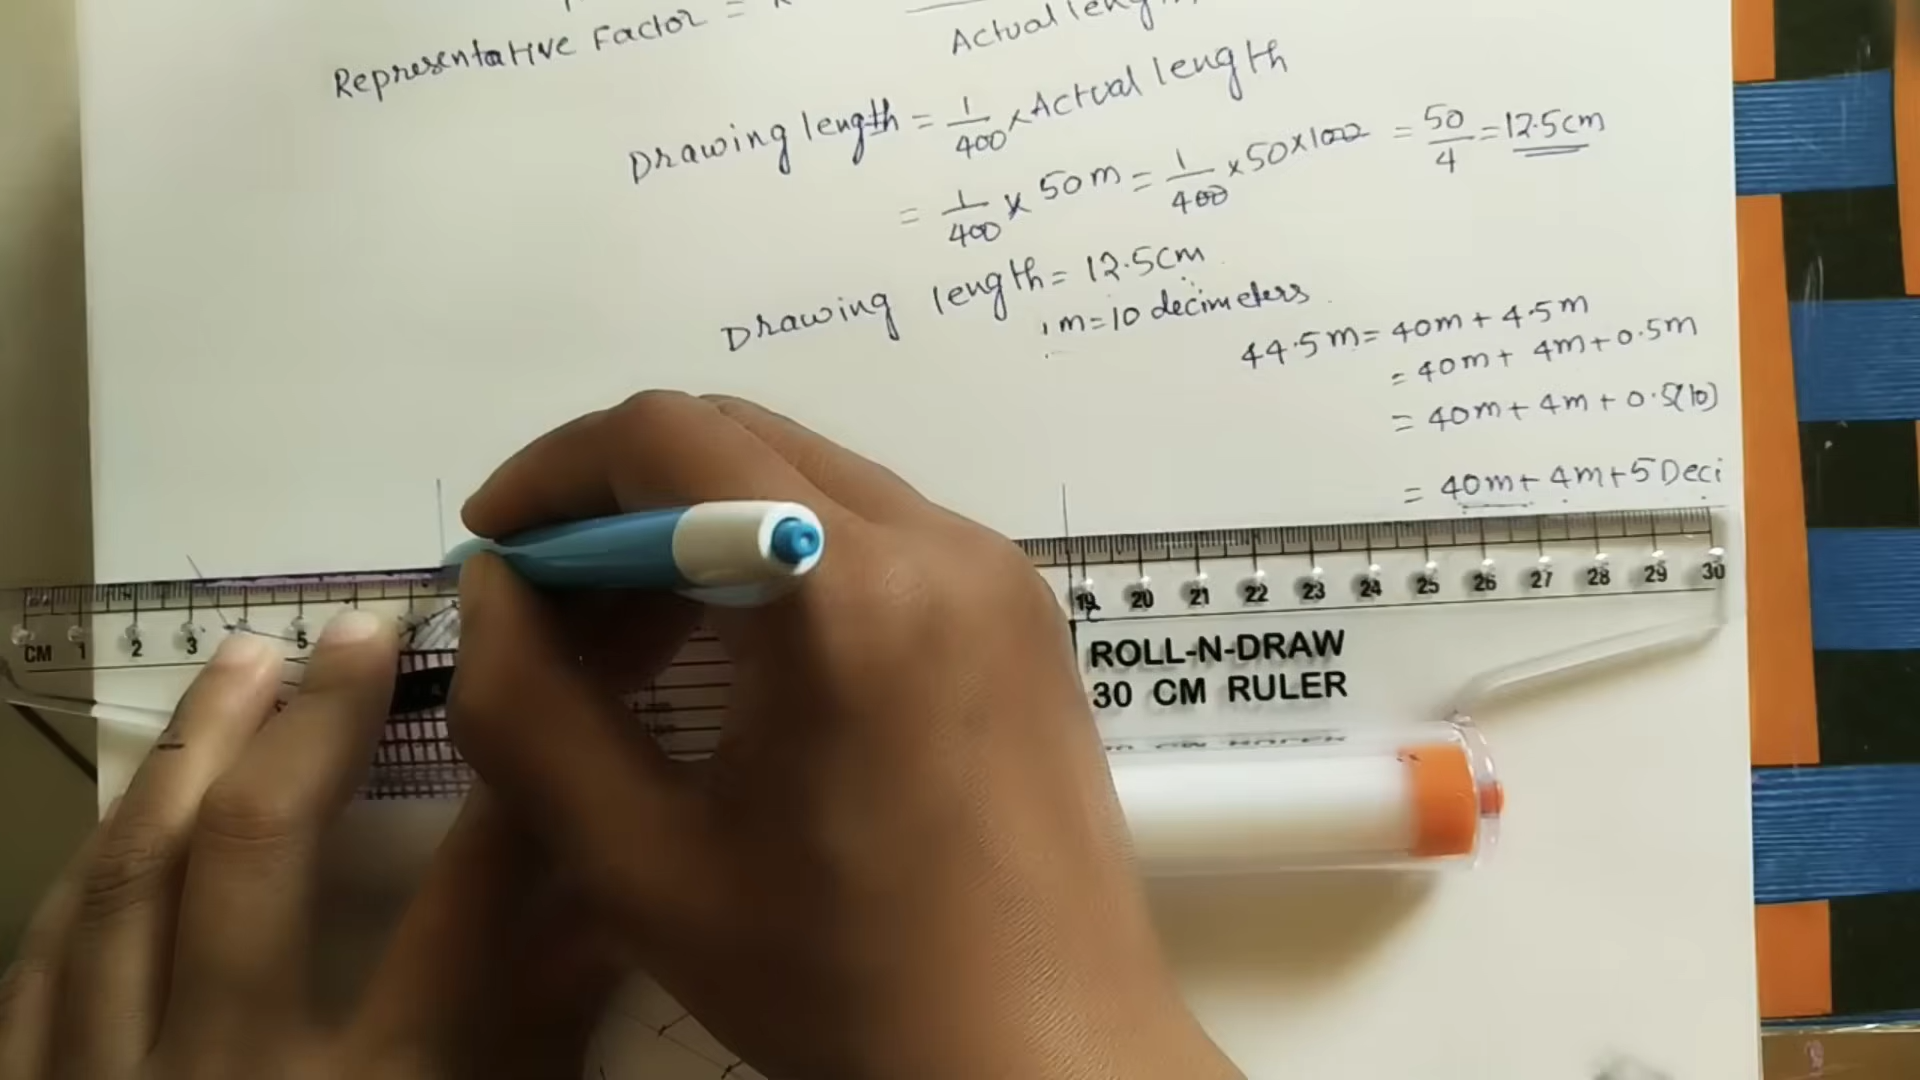 Representative Factor =
Actual length
Drawing length = 1/400 × Actual length
= 1/400 × 50m = 1/400 × 50×100 = 50/4 = 12.5cm
Drawing length = 12.5cm
1m = 10 decimeters
44.5m = 40m + 4.5m
= 40m + 4m + 0.5m
= 40m + 4m + 0.5(10)
= 40m + 4m + 5 Deci
CM 1 2 3 5 7 19 20 21 22 23 24 25 26 27 28 29 30
ROLL-N-DRAW
30 CM RULER